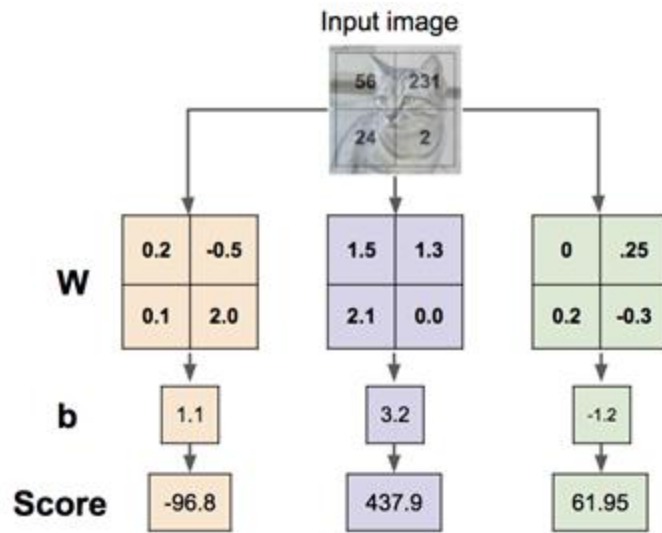 Input image
56 231
24 2
W
0.2 -0.5 1.5 1.3 0 .25
0.1 2.0 2.1 0.0 0.2 -0.3
b 1.1 3.2 -1.2
Score -96.8 437.9 61.95